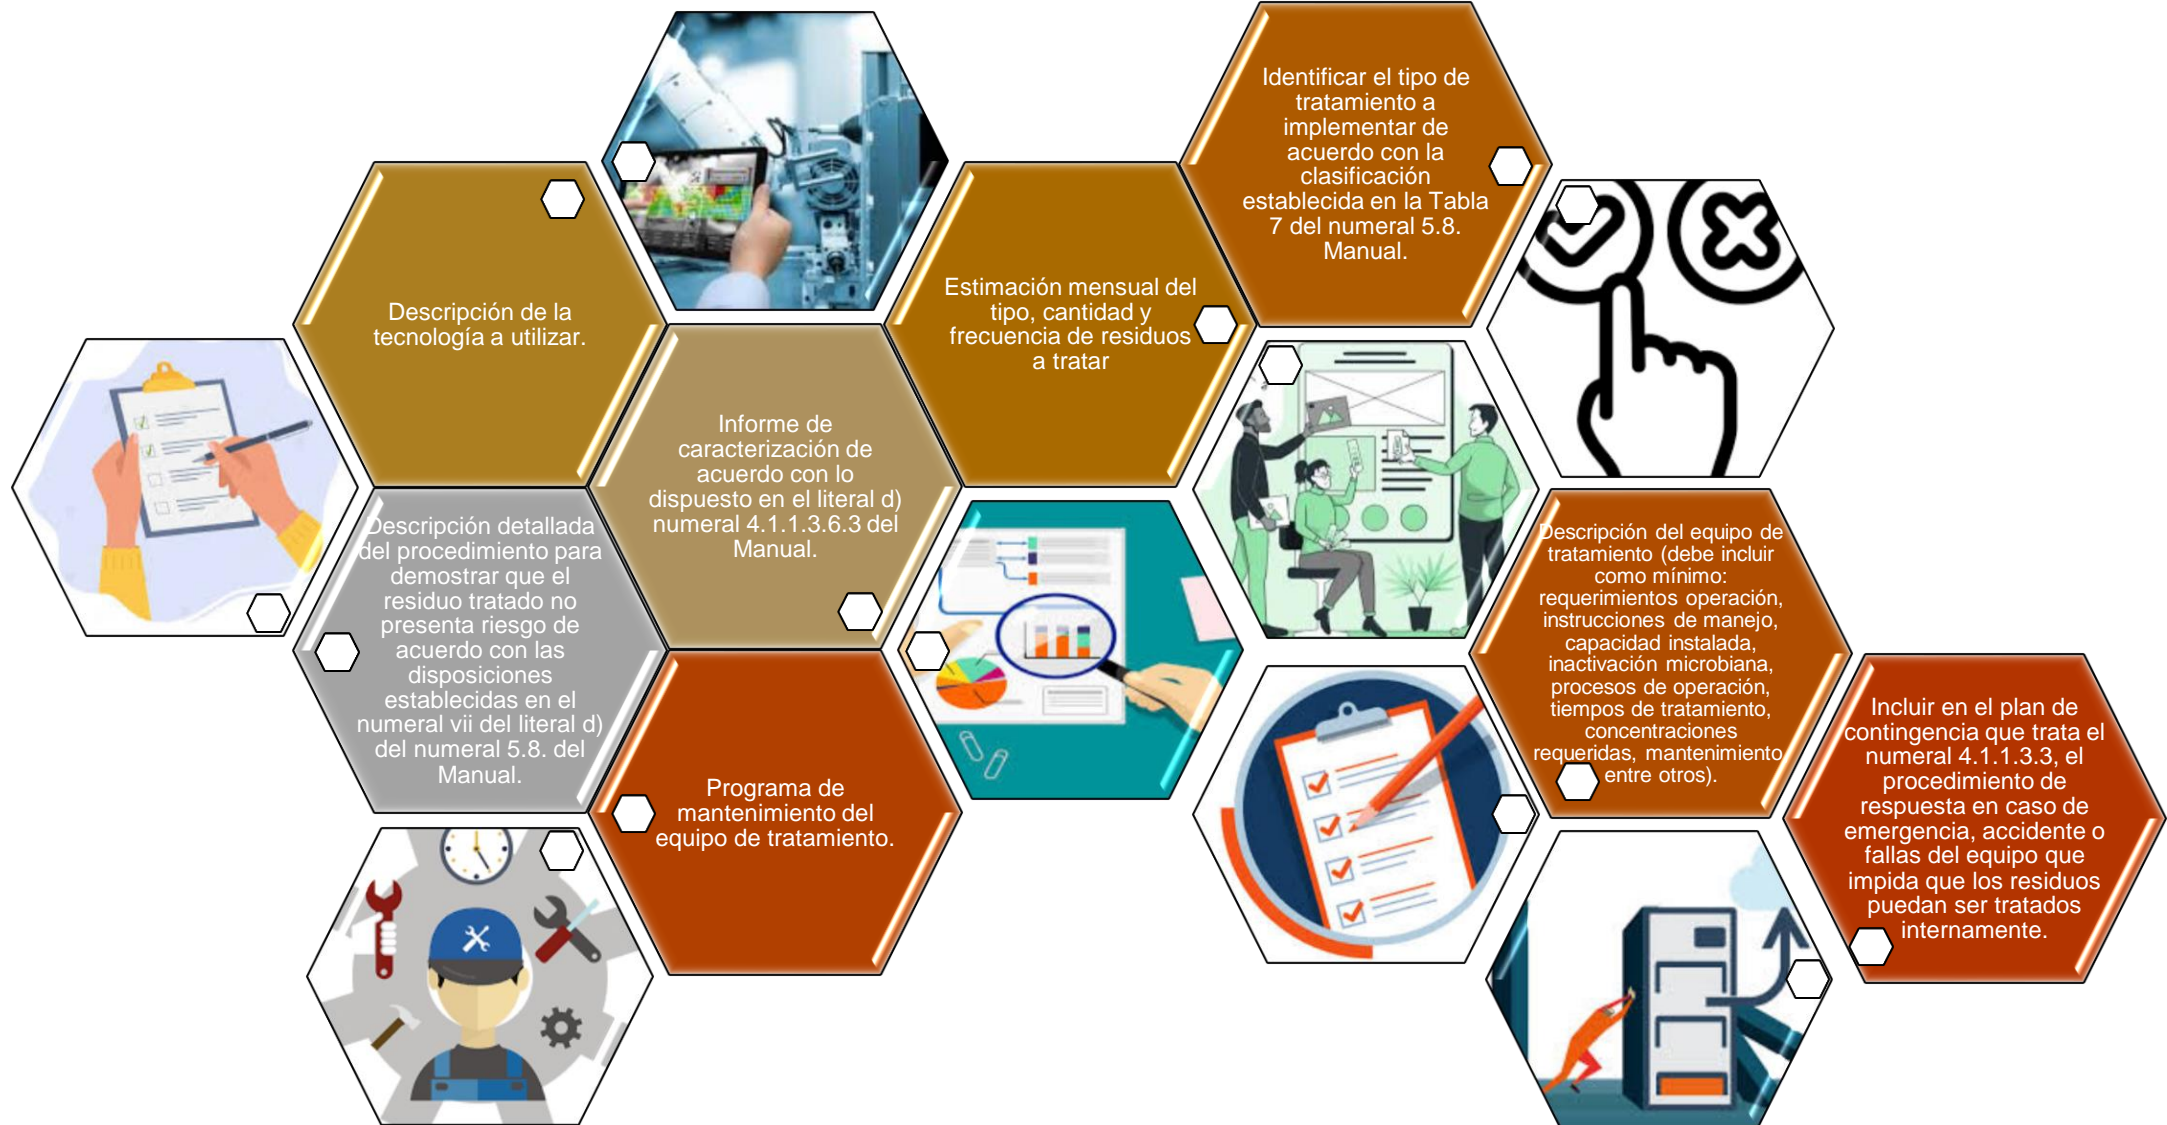 Descripción de la
tecnología a utilizar.
Descripción detallada
del procedimiento para
demostrar que el
residuo tratado no
presenta riesgo de
acuerdo con las
disposiciones
establecidas en el
numeral vii del literal d)
del numeral 5.8. del
Manual.
Informe de
caracterización de
acuerdo con lo
dispuesto en el literal d)
numeral 4.1.1.3.6.3 del
Manual.
Programa de
mantenimiento del
equipo de tratamiento.
Estimación mensual del
tipo, cantidad y
frecuencia de residuos
a tratar
Identificar el tipo de
tratamiento a
implementar de
acuerdo con la
clasificación
establecida en la Tabla
7 del numeral 5.8.
Manual.
Descripción del equipo de
tratamiento (debe incluir
como mínimo:
requerimientos operación,
instrucciones de manejo,
capacidad instalada,
inactivación microbiana,
procesos de operación,
tiempos de tratamiento,
concentraciones
requeridas, mantenimiento
entre otros).
Incluir en el plan de
contingencia que trata el
numeral 4.1.1.3.3, el
procedimiento de
respuesta en caso de
emergencia, accidente o
fallas del equipo que
impida que los residuos
puedan ser tratados
internamente.